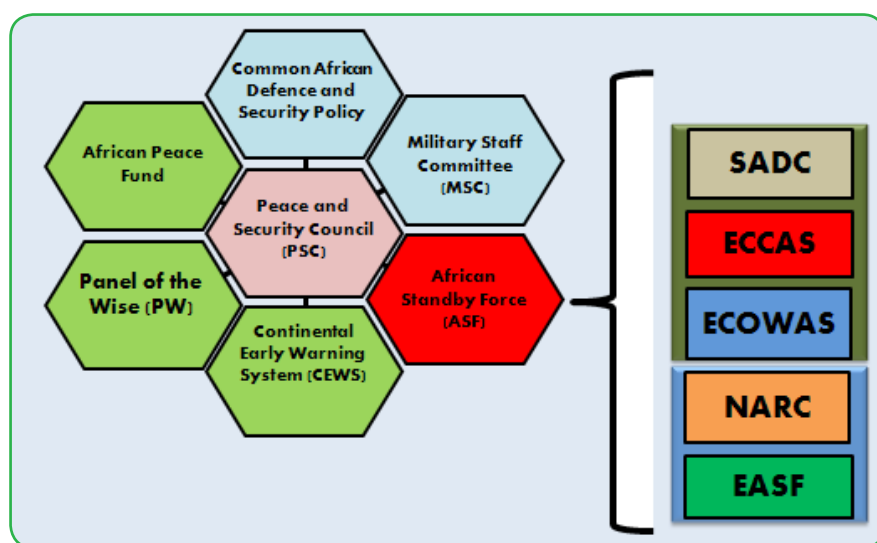 Common African
Defence and
Security Policy
African Peace
Fund
Military Staff
Committee
(MSC)
Peace and
Security Council
(PSC)
Panel of the
Wise (PW)
African
Standby Force
(ASF)
Continental
Early Warning
System (CEWS)
SADC
ECCAS
ECOWAS
NARC
EASF